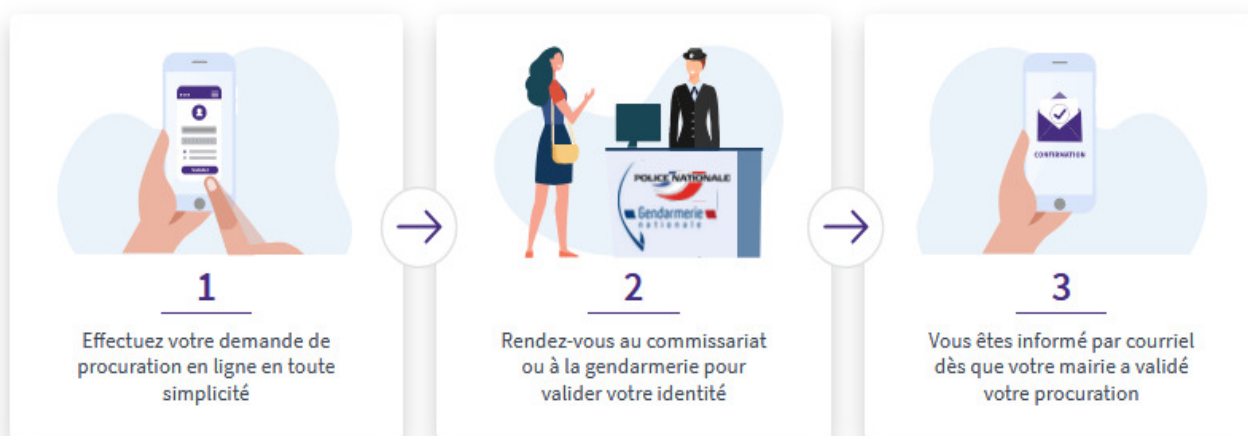 CONFIRMATION
POLICE NATIONALE
Gendarmerie
nationale
1
Effectuez votre demande de
procuration en ligne en toute
simplicité
2
Rendez-vous au commissariat
ou à la gendarmerie pour
valider votre identité
3
Vous êtes informé par courriel
dès que votre mairie a validé
votre procuration